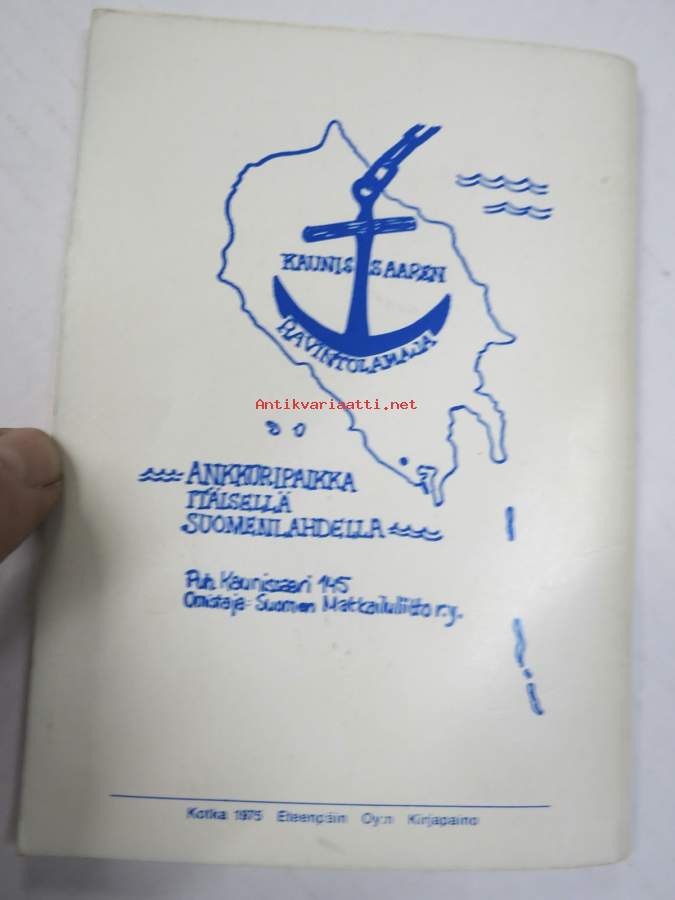 KAUNISSAAREN
RAVINTOLAMAJA
Antikvariaatti.net
ANKKURIPAIKKA
ITÄISELLÄ
SUOMENLAHDELLA
Puh. Kaunissaari 145
Omistaja: Suomen Matkailuliitto r.y.
Kotka 1975 Eteenpäin Oy:n Kirjapaino